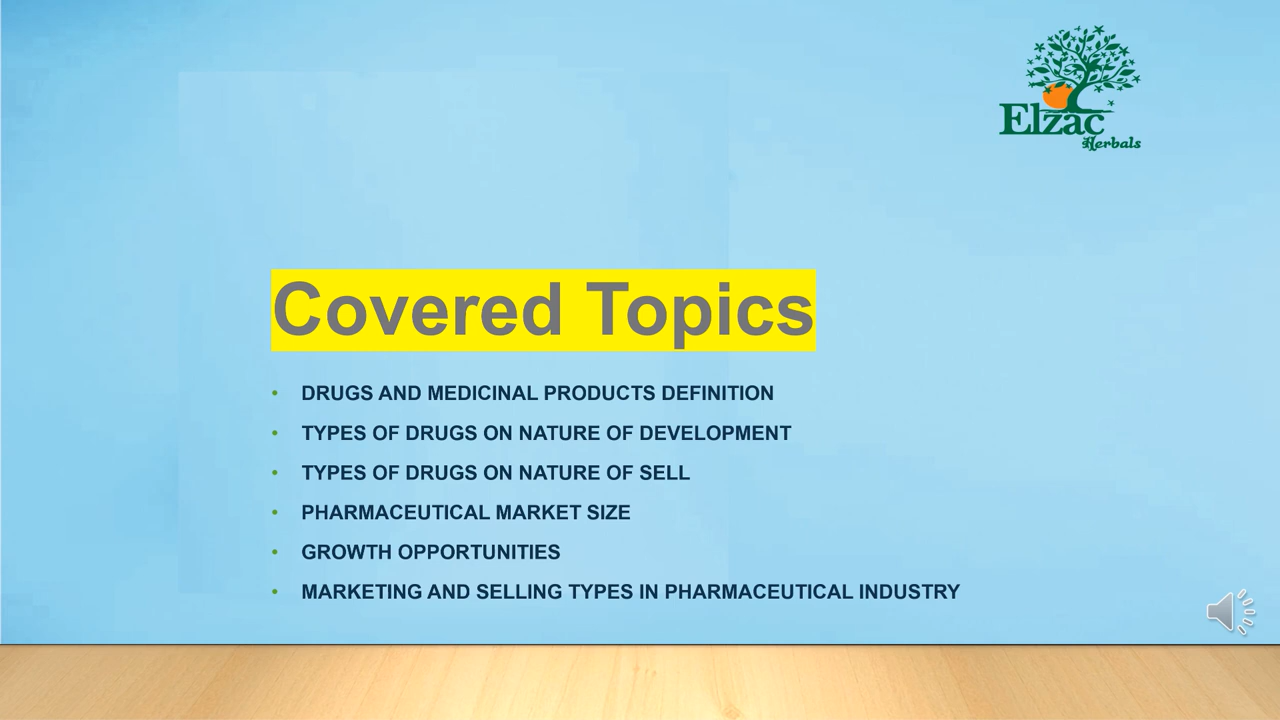 Elzac
Herbals
Covered Topics
• DRUGS AND MEDICINAL PRODUCTS DEFINITION
• TYPES OF DRUGS ON NATURE OF DEVELOPMENT
• TYPES OF DRUGS ON NATURE OF SELL
• PHARMACEUTICAL MARKET SIZE
• GROWTH OPPORTUNITIES
• MARKETING AND SELLING TYPES IN PHARMACEUTICAL INDUSTRY